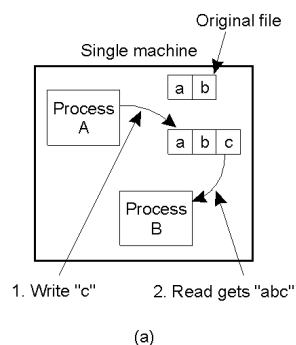 Original file
Single machine
a b
Process
A
a b c
Process
B
1. Write "c"
2. Read gets "abc"
(a)